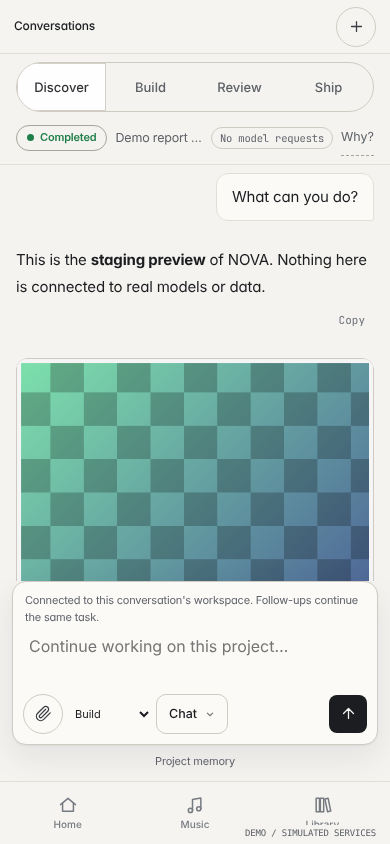 Conversations
Discover
Build
Review
Ship
Completed
Demo report ...
No model requests
Why?
What can you do?
This is the staging preview of NOVA. Nothing here
is connected to real models or data.
Copy
Connected to this conversation's workspace. Follow-ups continue
the same task.
Continue working on this project...
Build
Chat
Project memory
Home
Music
Library
DEMO / SIMULATED SERVICES